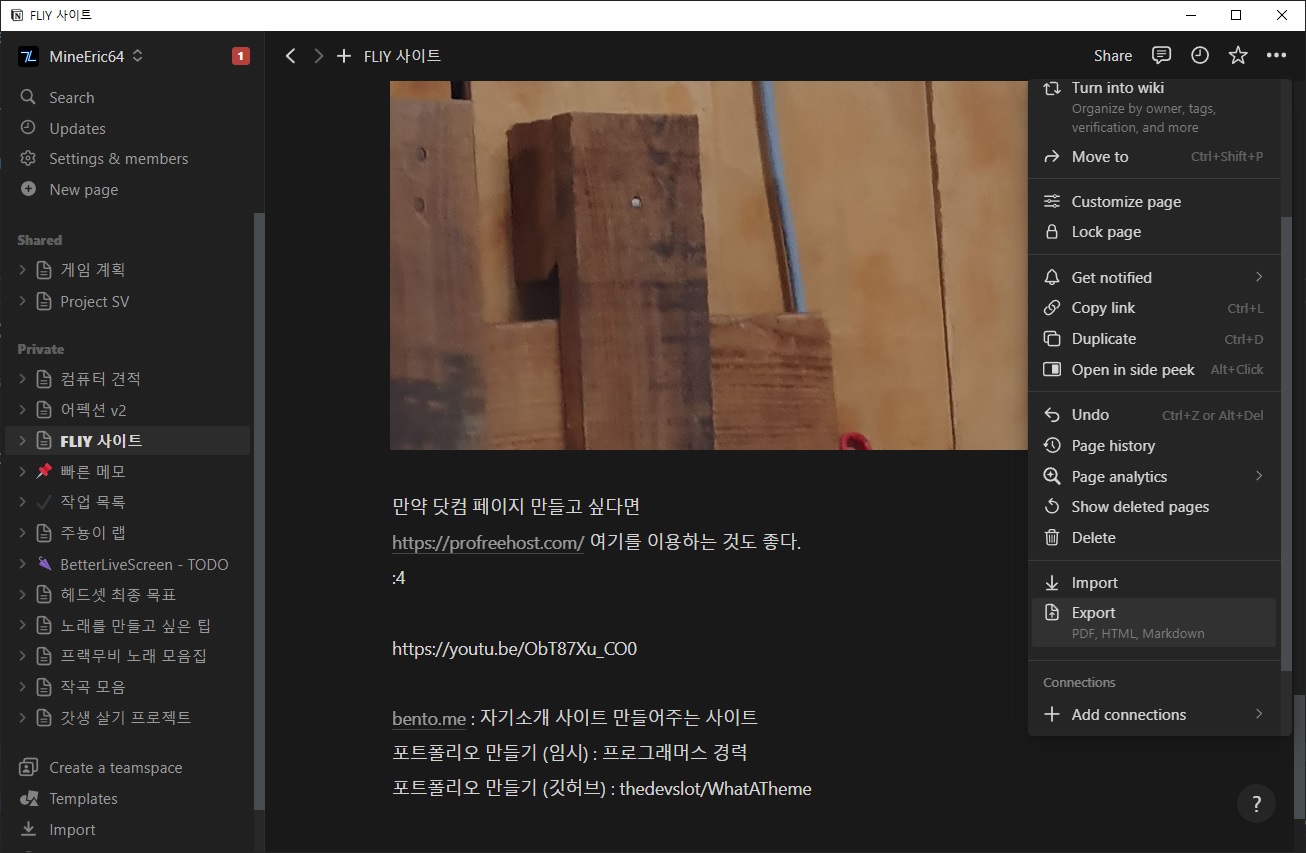 FLIY 사이트
MineEric64
1
Search
Updates
Settings & members
New page
Shared
게임 계획
Project SV
Private
컴퓨터 견적
어펙션 v2
FLIY 사이트
빠른 메모
작업 목록
주뇽이 랩
BetterLiveScreen - TODO
헤드셋 최종 목표
노래를 만들고 싶은 팁
프랙무비 노래 모음집
작곡 모음
갓생 살기 프로젝트
Create a teamspace
Templates
Import
FLIY 사이트
Share
만약 닷컴 페이지 만들고 싶다면
https://profreehost.com/ 여기를 이용하는 것도 좋다.
:4
https://youtu.be/ObT87Xu_CO0
bento.me : 자기소개 사이트 만들어주는 사이트
포트폴리오 만들기 (임시) : 프로그래머스 경력
포트폴리오 만들기 (깃허브) : thedevslot/WhatATheme
Turn into wiki
Organize by owner, tags,
verification, and more
Move to Ctrl+Shift+P
Customize page
Lock page
Get notified
Copy link Ctrl+L
Duplicate Ctrl+D
Open in side peek Alt+Click
Undo Ctrl+Z or Alt+Del
Page history
Page analytics
Show deleted pages
Delete
Import
Export
PDF, HTML, Markdown
Connections
Add connections
?